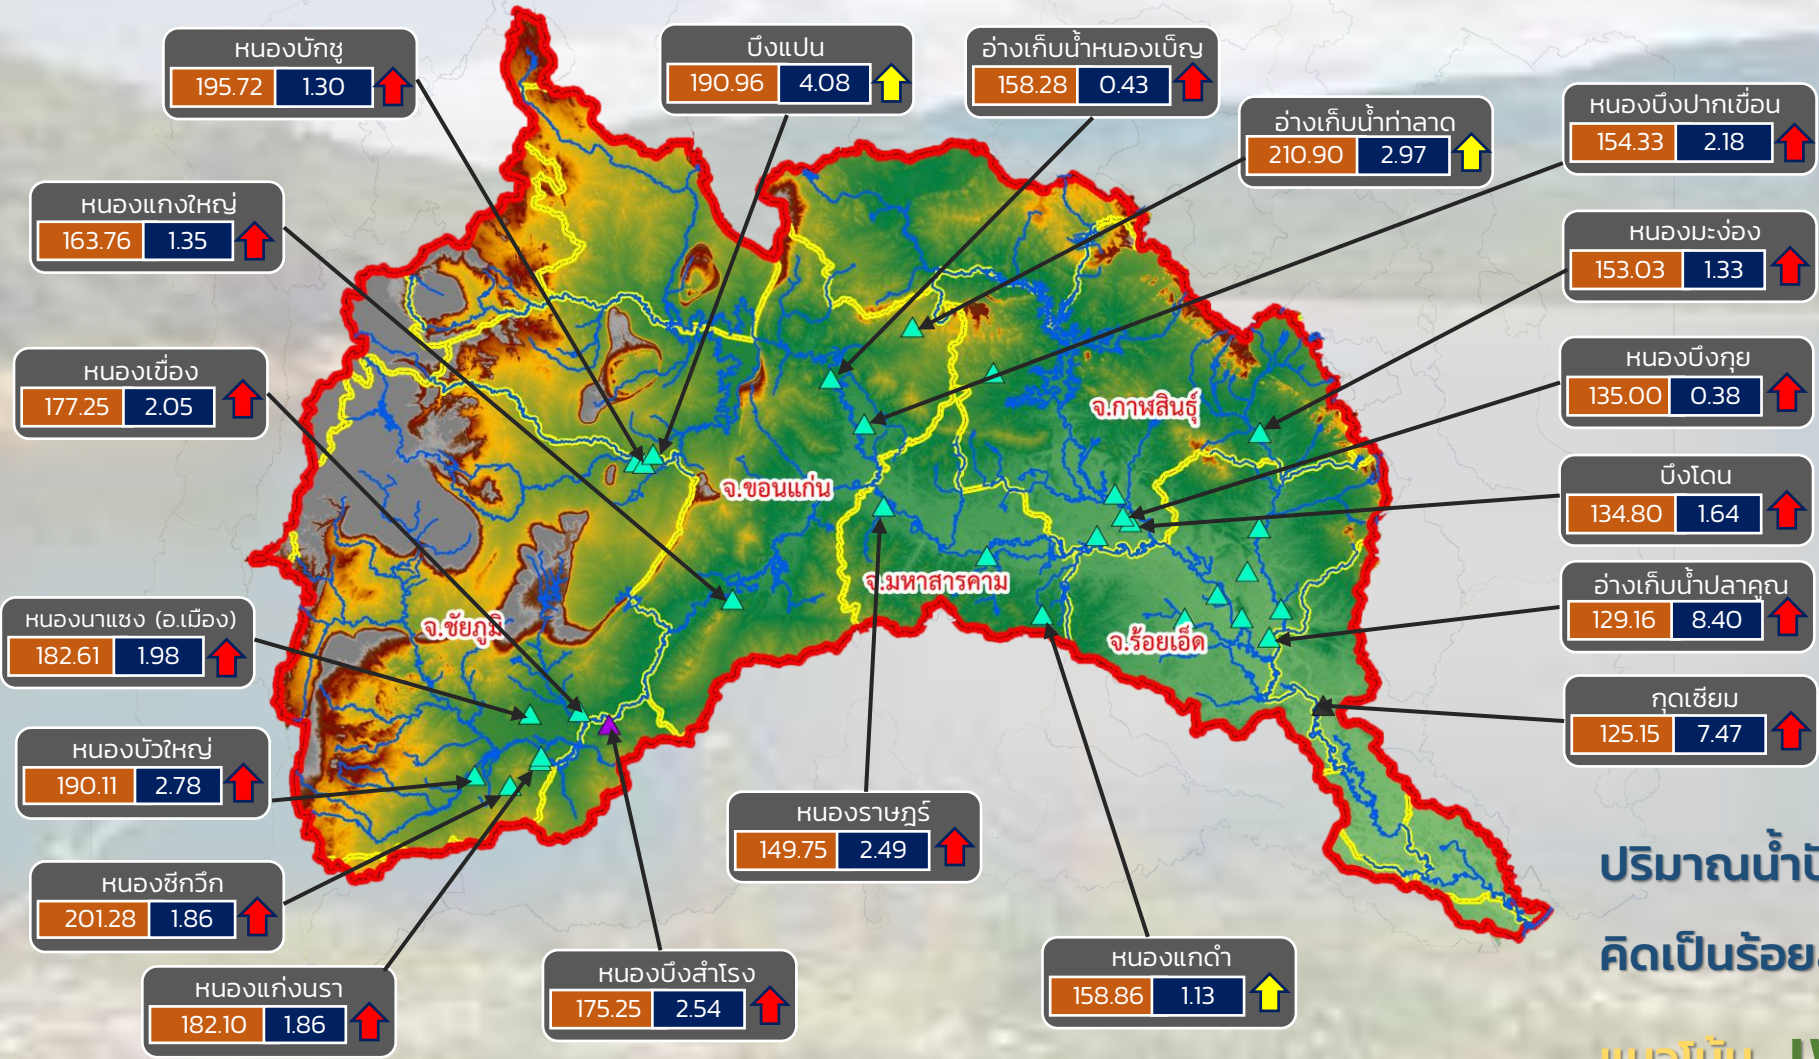 หนองบักชู
195.72 1.30
บึงแปน
190.96 4.08
อ่างเก็บน้ำหนองเบ็ญ
158.28 0.43
อ่างเก็บน้ำท่าลาด
210.90 2.97
หนองบึงปากเขื่อน
154.33 2.18
หนองแกงใหญ่
163.76 1.35
หนองมะง่อง
153.03 1.33
หนองเขื่อง
177.25 2.05
หนองบึงกุย
135.00 0.38
จ.กาฬสินธุ์
จ.ขอนแก่น
บึงโดน
134.80 1.64
จ.มหาสารคาม
อ่างเก็บน้ำปลาคูณ
129.16 8.40
หนองนาแซง (อ.เมือง)
182.61 1.98
จ.ชัยภูมิ
จ.ร้อยเอ็ด
กุดเชียม
125.15 7.47
หนองบัวใหญ่
190.11 2.78
หนองราษฎร์
149.75 2.49
หนองซีกวึก
201.28 1.86
หนองแก่งนรา
182.10 1.86
หนองบึงสำโรง
175.25 2.54
หนองแกดำ
158.86 1.13
ปริมาณน้ำ
คิดเป็นร้อย
แนวโน้ม